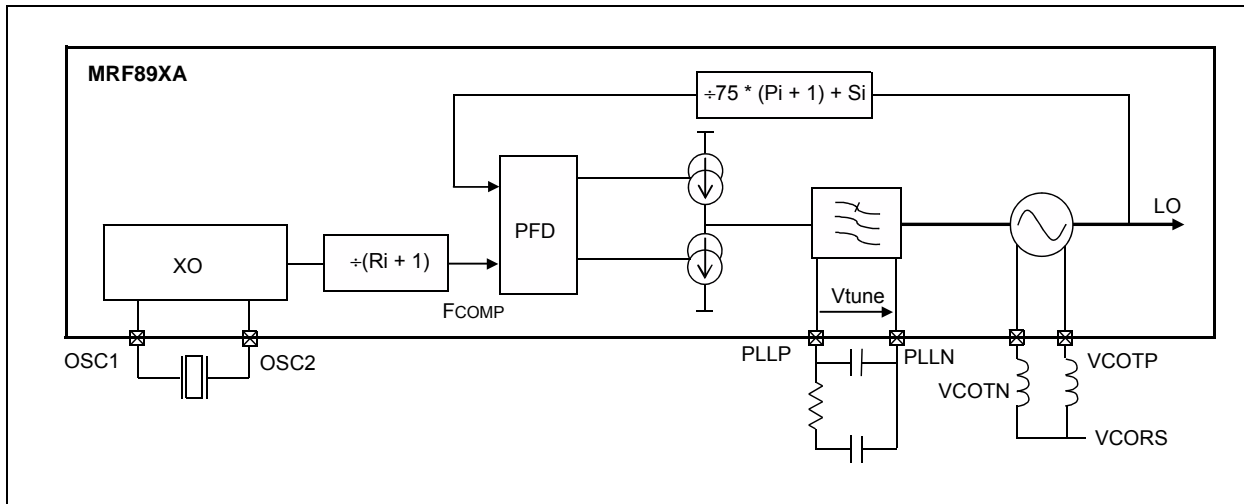 MRF89XA
÷75 * (Pi + 1) + Si
LO
PFD
XO
÷(Ri + 1)
FCOMP
Vtune
OSC1
OSC2
PLLP
PLLN
VCOTN
VCOTP
VCORS